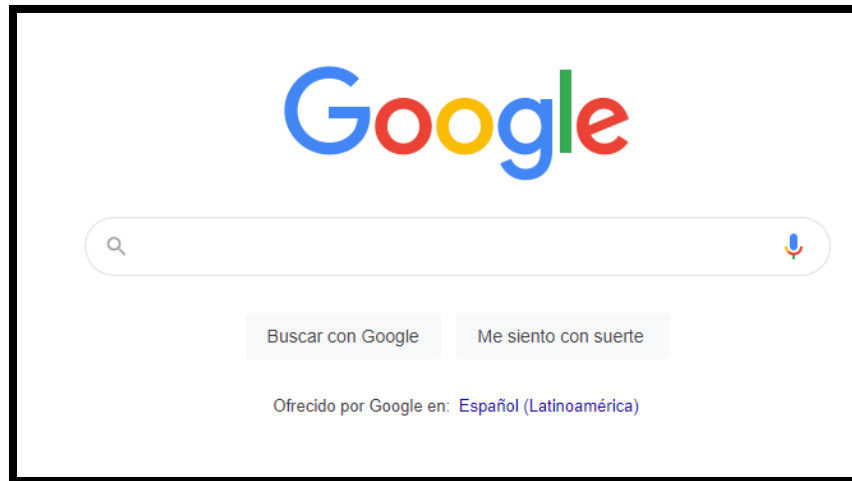 Google
Buscar con Google Me siento con suerte
Ofrecido por Google en: Español (Latinoamérica)